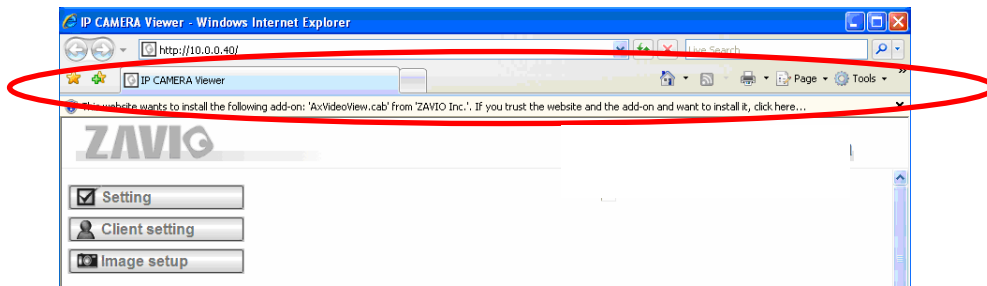 IP CAMERA Viewer - Windows Internet Explorer
http://10.0.0.40/ Live Search
IP CAMERA Viewer Page Tools »
This website wants to install the following add-on: 'AxVideoView.cab' from 'ZAVIO Inc.'. If you trust the website and the add-on and want to install it, click here...
ZAVIO
Setting
Client setting
Image setup